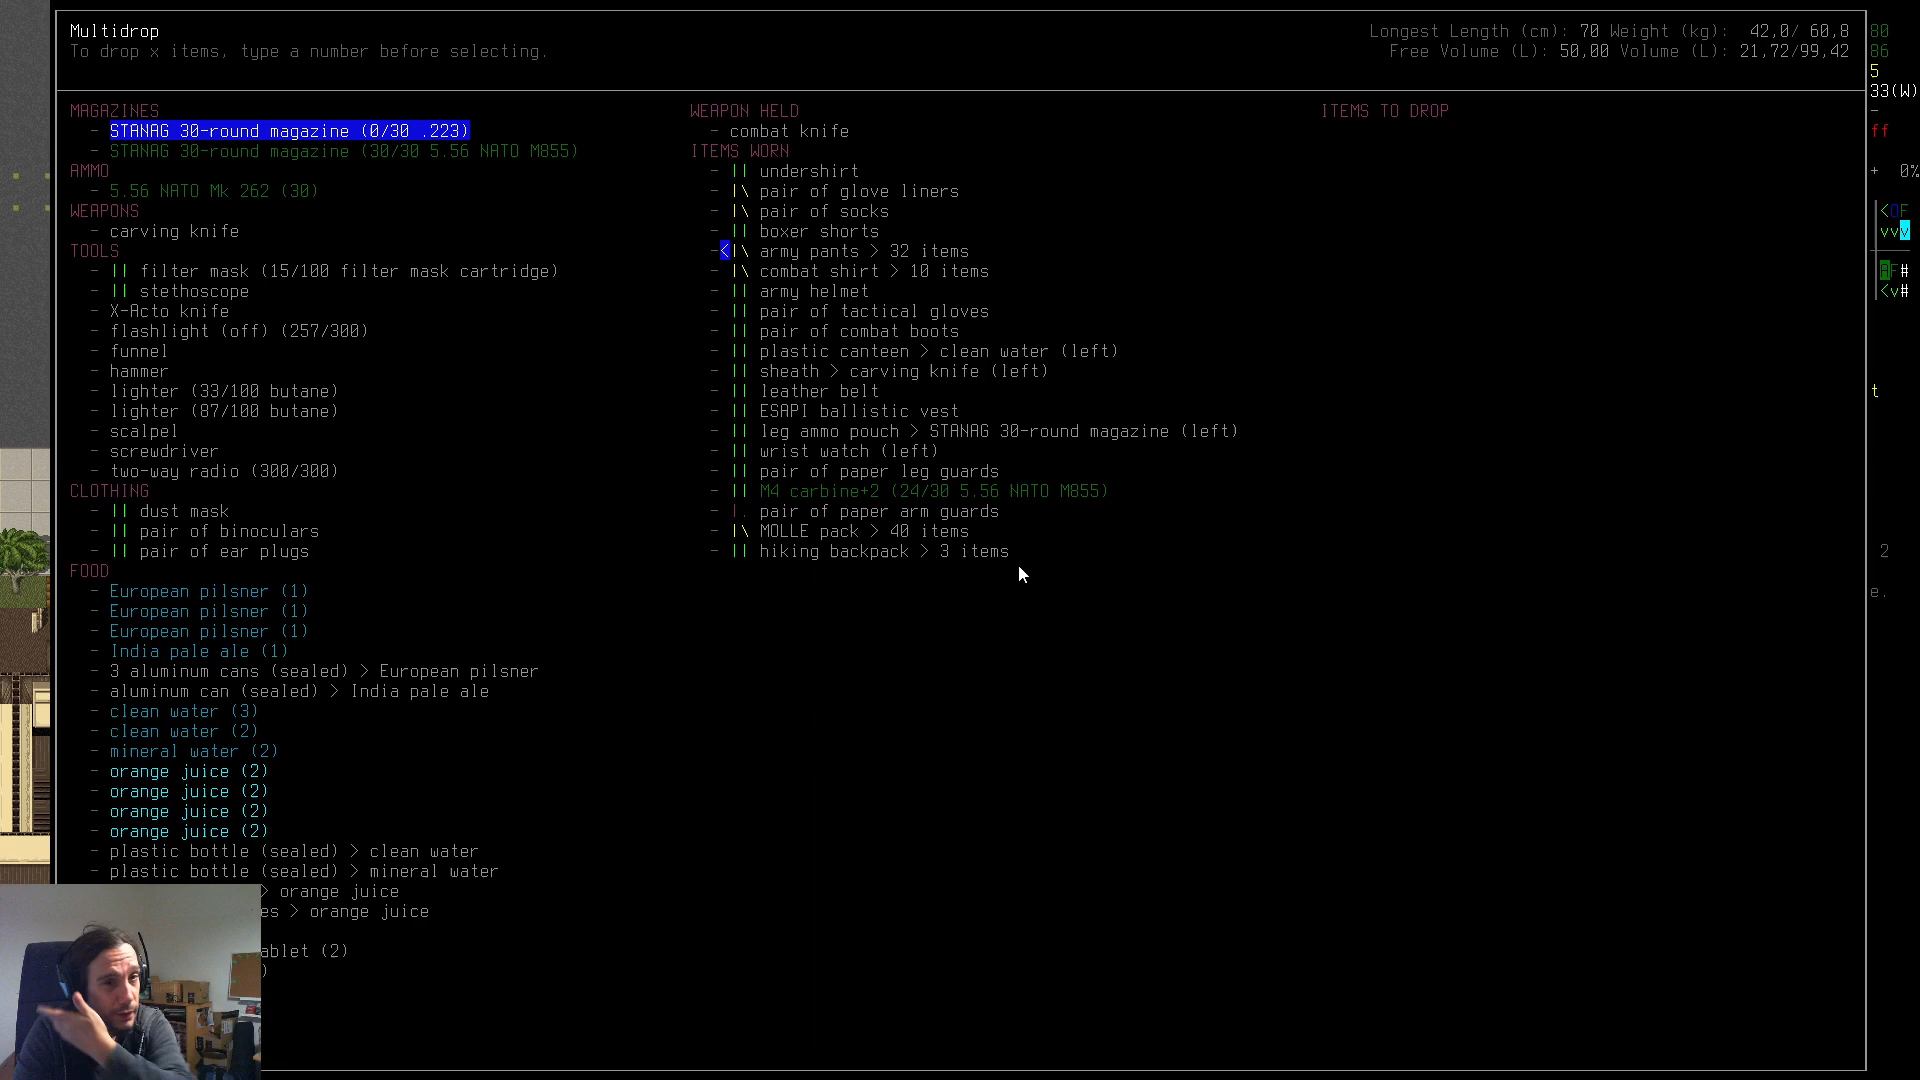 Multidrop
To drop x items, type a number before selecting.
Longest Length (cm): 70 Weight (kg): 42,0/ 60,8
Free Volume (L): 50,00 Volume (L): 21,72/99,42
MAGAZINES
- STANAG 30-round magazine (0/30 .223)
- STANAG 30-round magazine (30/30 5.56 NATO M855)
AMMO
- 5.56 NATO Mk 262 (30)
WEAPONS
- carving knife
TOOLS
- || filter mask (15/100 filter mask cartridge)
- || stethoscope
- X-Acto knife
- flashlight (off) (257/300)
- funnel
- hammer
- lighter (33/100 butane)
- lighter (87/100 butane)
- scalpel
- screwdriver
- two-way radio (300/300)
CLOTHING
- || dust mask
- || pair of binoculars
- || pair of ear plugs
FOOD
- European pilsner (1)
- European pilsner (1)
- European pilsner (1)
- India pale ale (1)
- 3 aluminum cans (sealed) > European pilsner
- aluminum can (sealed) > India pale ale
- clean water (3)
- clean water (2)
- mineral water (2)
- orange juice (2)
- orange juice (2)
- orange juice (2)
- orange juice (2)
- plastic bottle (sealed) > clean water
- plastic bottle (sealed) > mineral water
> orange juice
es > orange juice
ablet (2)
)
WEAPON HELD
- combat knife
ITEMS WORN
- || undershirt
- |\ pair of glove liners
- |\ pair of socks
- || boxer shorts
-<|\ army pants > 32 items
- |\ combat shirt > 10 items
- || army helmet
- || pair of tactical gloves
- || pair of combat boots
- || plastic canteen > clean water (left)
- || sheath > carving knife (left)
- || leather belt
- || ESAPI ballistic vest
- || leg ammo pouch > STANAG 30-round magazine (left)
- || wrist watch (left)
- || pair of paper leg guards
- || M4 carbine+2 (24/30 5.56 NATO M855)
- |. pair of paper arm guards
- |\ MOLLE pack > 40 items
- || hiking backpack > 3 items
ITEMS TO DROP
80
86
5
33(W)
-
ff
+ 0%
<OF
vvv
AF#
<v#
t
2
e.